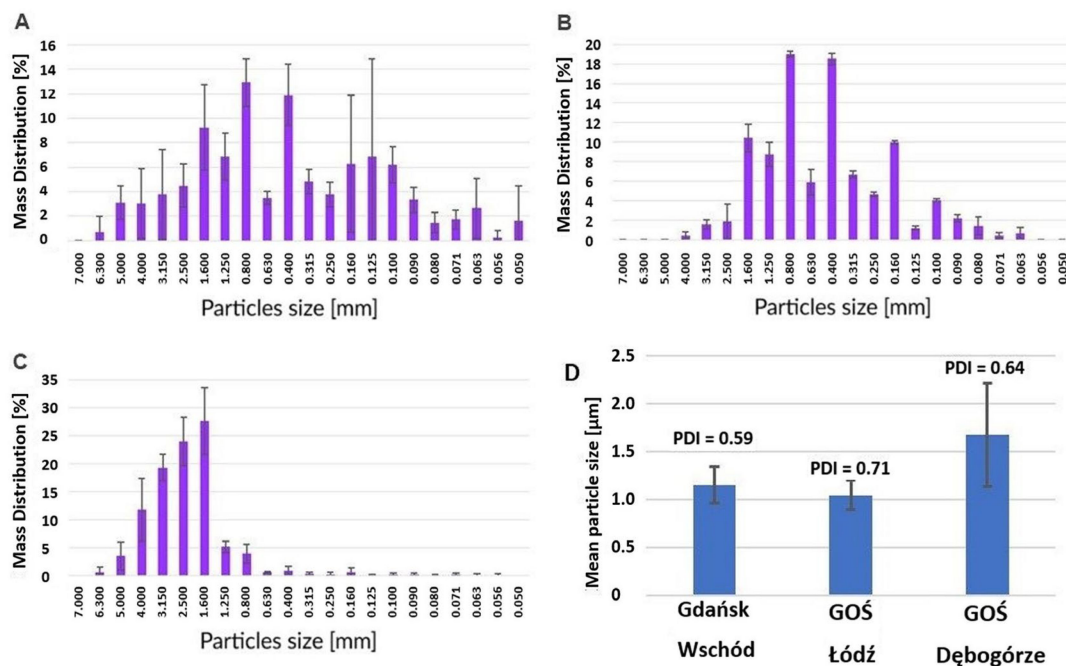 A
Mass Distribution [%]
16
14
12
10
8
6
4
2
0
7.000 6.300 5.000 4.000 3.150 2.500 1.600 1.250 0.800 0.630 0.400 0.315 0.250 0.160 0.125 0.100 0.090 0.080 0.071 0.063 0.056 0.050
Particles size [mm]
B
Mass Distribution [%]
20
18
16
14
12
10
8
6
4
2
0
7.000 6.300 5.000 4.000 3.150 2.500 1.600 1.250 0.800 0.630 0.400 0.315 0.250 0.160 0.125 0.100 0.090 0.080 0.071 0.063 0.056 0.050
Particles size [mm]
C
Mass Distribution [%]
35
30
25
20
15
10
5
0
7.000 6.300 5.000 4.000 3.150 2.500 1.600 1.250 0.800 0.630 0.400 0.315 0.250 0.160 0.125 0.100 0.090 0.080 0.071 0.063 0.056 0.050
Particles size [mm]
D
Mean particle size [µm]
2.5
2.0
1.5
1.0
0.5
0
PDI = 0.59
PDI = 0.71
PDI = 0.64
Gdańsk GOŚ GOŚ
Wschód Łódź Dębogórze